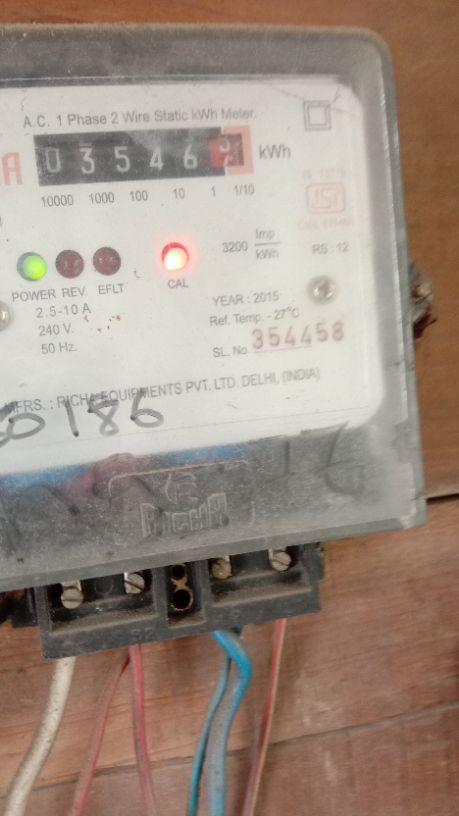 A.C. 1 Phase 2 Wire Static kWh Meter.
0 3 5 4 6 kWh
10000 1000 100 10 1 1/10
3200 Imp/kWh
RS : 12
POWER REV. EFLT
CAL
2.5-10 A
240 V.
50 Hz.
YEAR : 2015
Ref. Temp. - 27°C
SL. No. 354458
MFRS. : RICHA EQUIPMENTS PVT. LTD. DELHI, (INDIA)
0186
RICHA